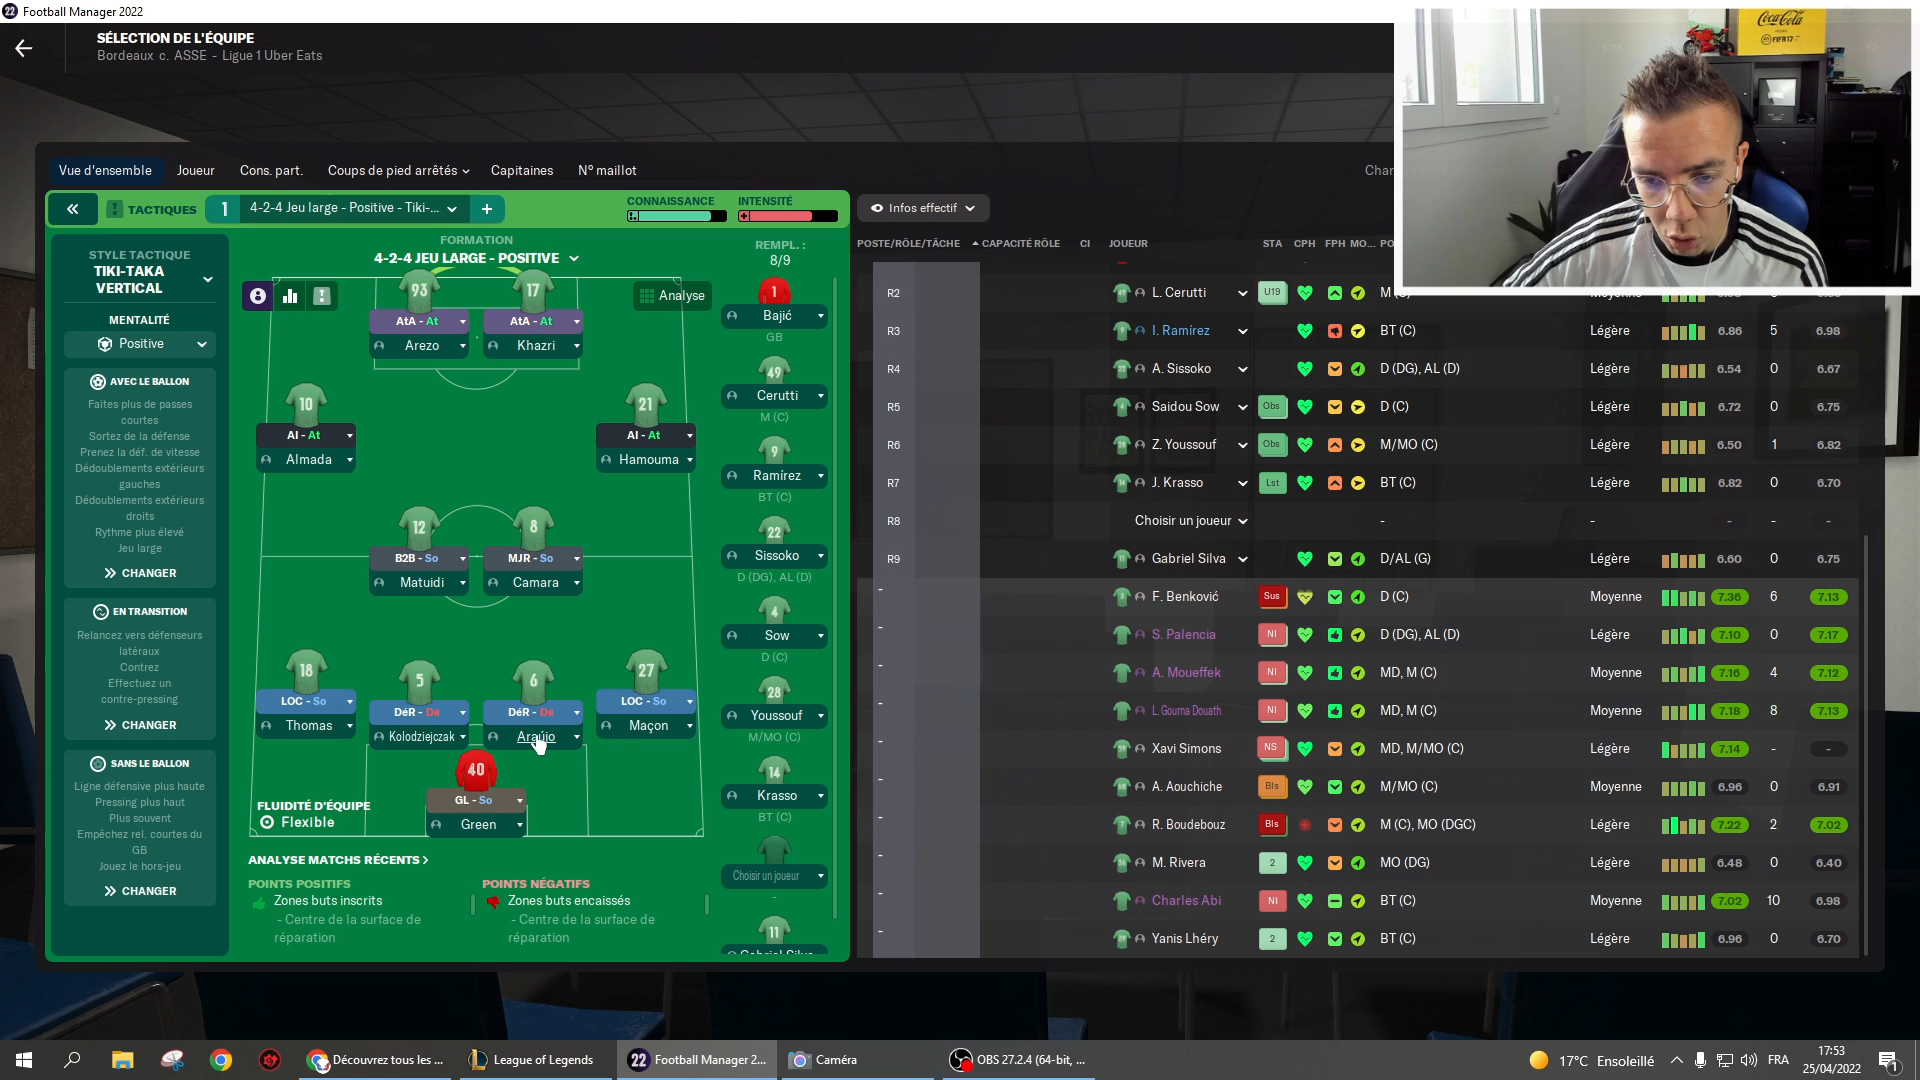 Football Manager 2022
SÉLECTION DE L'ÉQUIPE
Bordeaux c. ASSE - Ligue 1 Uber Eats
Vue d'ensemble Joueur Cons. part. Coups de pied arrêtés Capitaines N° maillot
TACTIQUES 1 4-2-4 Jeu large - Positive - Tiki-... +
CONNAISSANCE INTENSITÉ
Infos effectif
STYLE TACTIQUE
TIKI-TAKA
VERTICAL
MENTALITÉ
Positive
AVEC LE BALLON
Faites plus de passes
courtes
Sortez de la défense
Prenez la déf. de vitesse
Dédoublements extérieurs
gauches
Dédoublements extérieurs
droits
Rythme plus élevé
Jeu large
CHANGER
EN TRANSITION
Relancez vers défenseurs
latéraux
Contrez
Effectuez un
contre-pressing
CHANGER
SANS LE BALLON
Ligne défensive plus haute
Pressing plus haut
Plus souvent
Empêchez rel. courtes du
GB
Jouez le hors-jeu
CHANGER
FORMATION
4-2-4 JEU LARGE - POSITIVE
Analyse
93 17
AtA - At AtA - At
Arezo Khazri
10 21
AI - At AI - At
Almada Hamouma
12 8
B2B - So MJR - So
Matuidi Camara
18 5 6 27
LOC - So DéR - Dé DéR - Dé LOC - So
Thomas Kolodziejczak Araújo Maçon
40
GL - So
Green
FLUIDITÉ D'ÉQUIPE
Flexible
ANALYSE MATCHS RÉCENTS
POINTS POSITIFS
Zones buts inscrits
- Centre de la surface de
réparation
POINTS NÉGATIFS
Zones buts encaissés
- Centre de la surface de
réparation
REMPL. :
8/9
1
Bajić
GB
49
Cerutti
M (C)
9
Ramírez
BT (C)
22
Sissoko
D (DG), AL (D)
4
Sow
D (C)
28
Youssouf
M/MO (C)
14
Krasso
BT (C)
Choisir un joueur
-
11
Gabriel Silva
POSTE/RÔLE/TÂCHE CAPACITÉ RÔLE CI JOUEUR STA CPH FPH MO...
R2 L. Cerutti U19
R3 I. Ramírez BT (C) Légère 6.86 5 6.98
R4 A. Sissoko D (DG), AL (D) Légère 6.54 0 6.67
R5 Saidou Sow Obs D (C) Légère 6.72 0 6.75
R6 Z. Youssouf Obs M/MO (C) Légère 6.50 1 6.82
R7 J. Krasso Lst BT (C) Légère 6.82 0 6.70
R8 Choisir un joueur - - - - -
R9 Gabriel Silva D/AL (G) Légère 6.60 0 6.75
- F. Benković Sus D (C) Moyenne 7.36 6 7.13
- S. Palencia NI D (DG), AL (D) Légère 7.10 0 7.17
- A. Moueffek NI MD, M (C) Moyenne 7.16 4 7.12
- L. Gourna Douath NI MD, M (C) Moyenne 7.18 8 7.13
- Xavi Simons NS MD, M/MO (C) Légère 7.14 - -
- A. Aouchiche Bls M/MO (C) Légère 6.96 0 6.91
- R. Boudebouz Bls M (C), MO (DGC) Légère 7.22 2 7.02
- M. Rivera 2 MO (DG) Légère 6.48 0 6.40
- Charles Abi NI BT (C) Moyenne 7.02 10 6.98
- Yanis Lhéry 2 BT (C) Légère 6.96 0 6.70
Coca-Cola
FIFA 17
Découvrez tous les ... League of Legends Football Manager 2... Caméra OBS 27.2.4 (64-bit, ...
17°C Ensoleillé FRA
17:53
25/04/2022